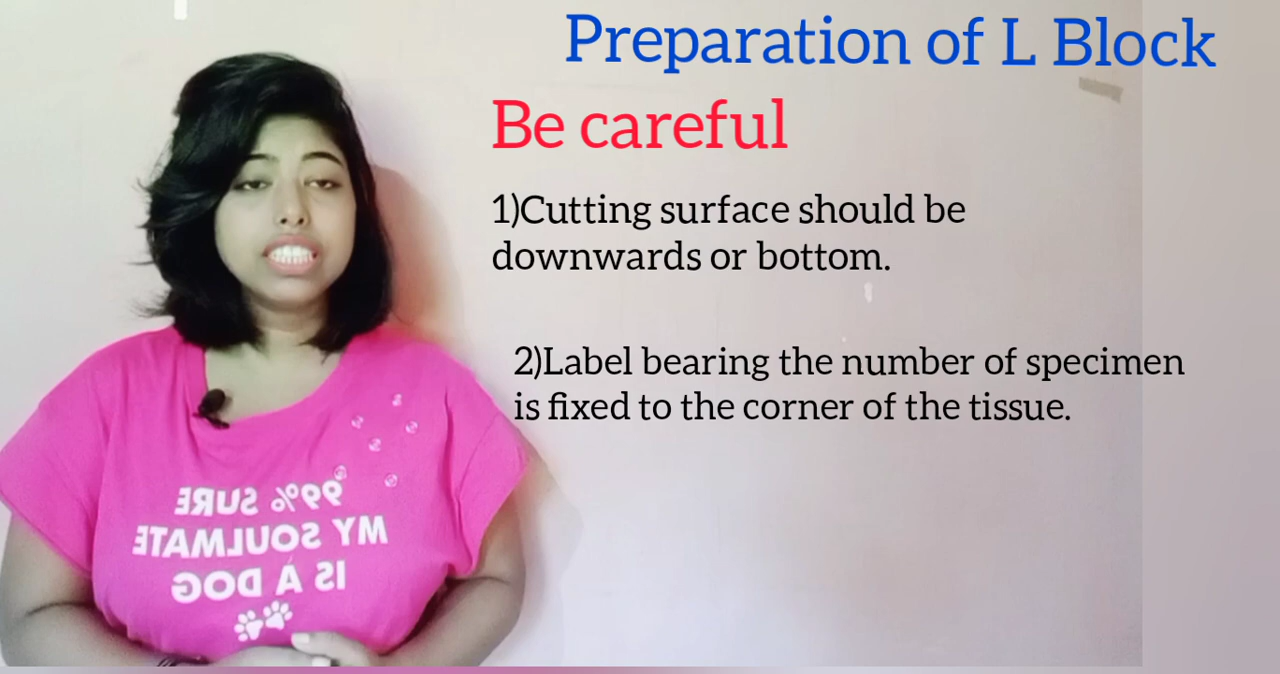 Preparation of L Block
Be careful
1)Cutting surface should be
downwards or bottom.
2)Label bearing the number of specimen
is fixed to the corner of the tissue.
99% SURE
MY SOULMATE
IS A DOG